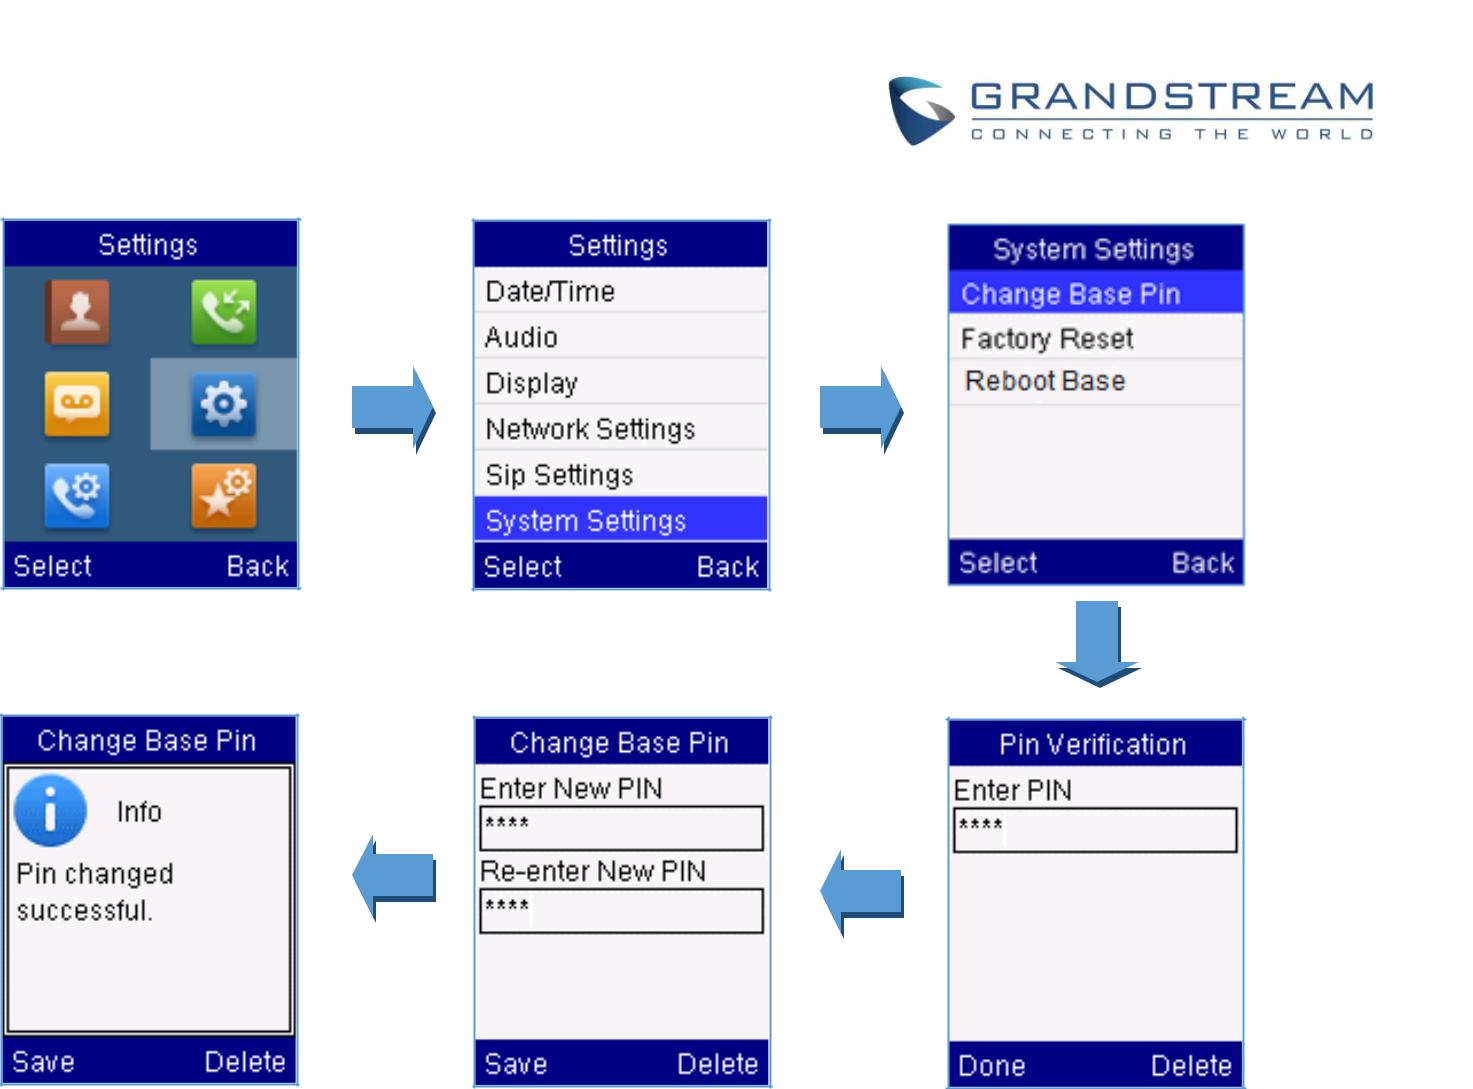 GRANDSTREAM
CONNECTING THE WORLD
Settings
Select Back
Settings
Date/Time
Audio
Display
Network Settings
Sip Settings
System Settings
Select Back
System Settings
Change Base Pin
Factory Reset
Reboot Base
Select Back
Pin Verification
Enter PIN
****
Done Delete
Change Base Pin
Enter New PIN
****
Re-enter New PIN
****
Save Delete
Change Base Pin
Info
Pin changed
successful.
Save Delete